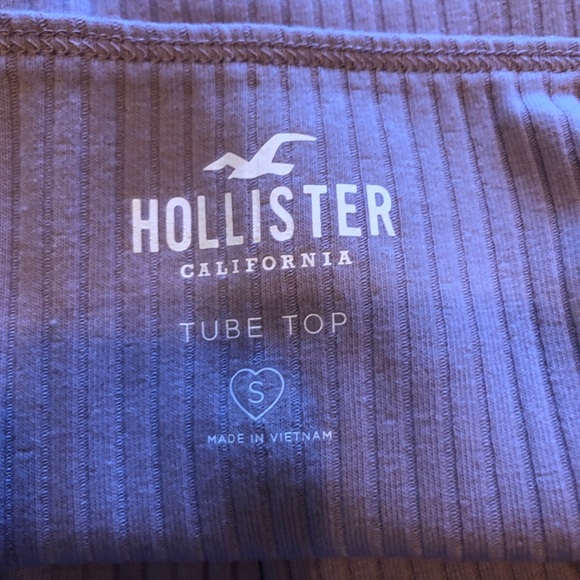 HOLLISTER
CALIFORNIA
TUBE TOP
S
MADE IN VIETNAM